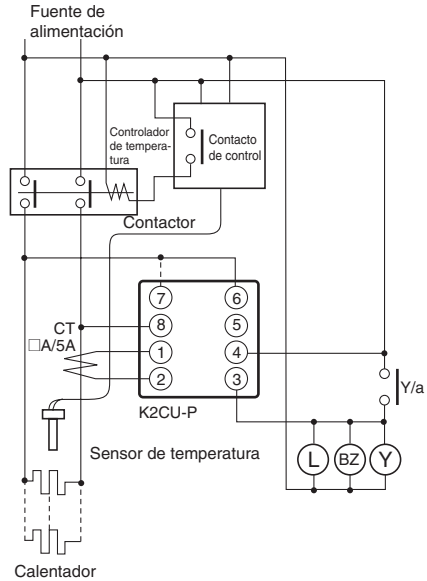 Fuente de
alimentación
Controlador
de tempera-
tura
Contacto
de control
Contactor
7
6
CT
8
5
□A/5A
1
4
2
3
Y/a
K2CU-P
Sensor de temperatura
L
BZ
Y
Calentador